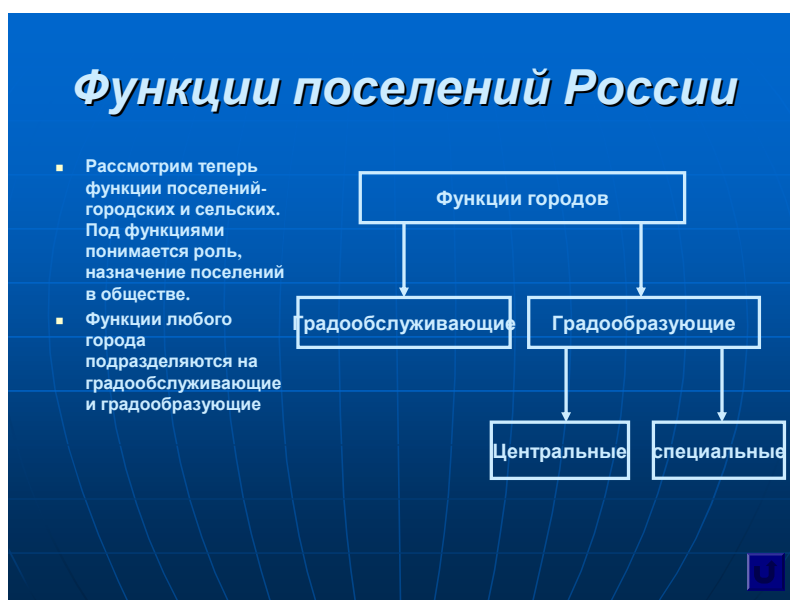 Функции поселений России
Рассмотрим теперь
функции поселений-
городских и сельских.
Под функциями
понимается роль,
назначение поселений
в обществе.
Функции любого
города
подразделяются на
градообслуживающие
и градообразующие
Функции городов
Градообслуживающие
Градообразующие
Центральные
специальные